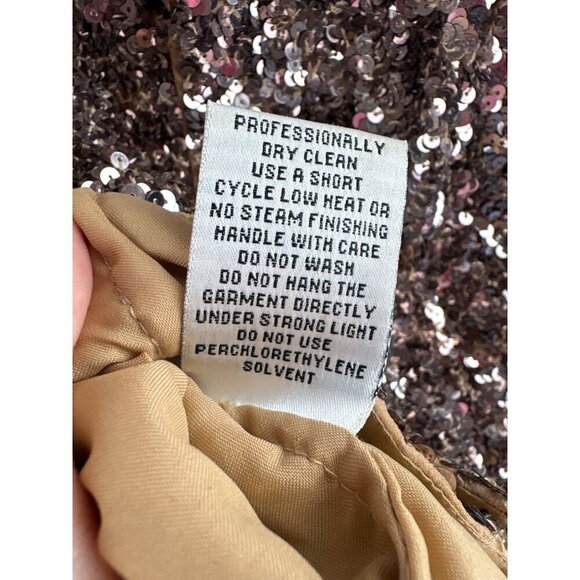 PROFESSIONALLY
DRY CLEAN
USE A SHORT
CYCLE LOW HEAT OR
NO STEAM FINISHING
HANDLE WITH CARE
DO NOT WASH
DO NOT HANG THE
GARMENT DIRECTLY
UNDER STRONG LIGHT
DO NOT USE
PERCHLORETHYLENE
SOLVENT